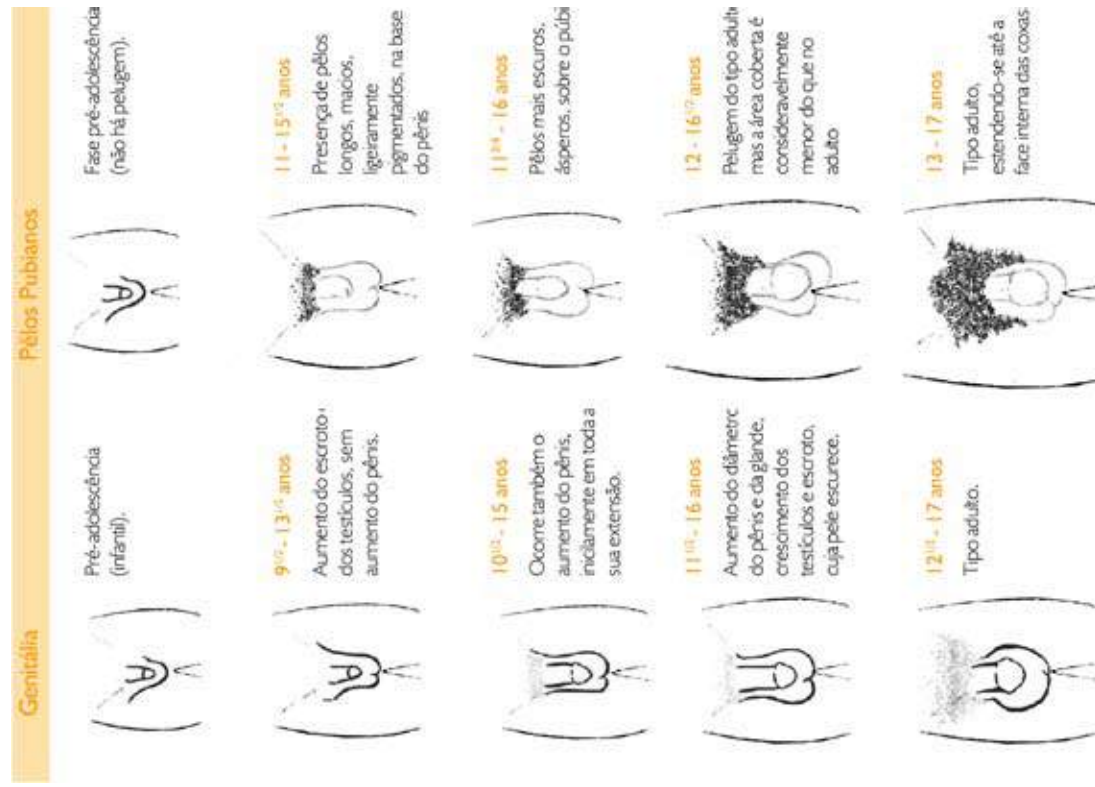 Genitália
Pêlos Pubianos
Pré-adolescência
(infantil).
Fase pré-adolescência
(não há pelugem).
9 1/2 - 13 1/2 anos
Aumento do escroto
dos testículos, sem
aumento do pênis.
11 - 15 1/2 anos
Presença de pêlos
longos, macios,
ligeiramente
pigmentados, na base
do pênis
10 1/2 - 15 anos
Ocorre também o
aumento do pênis,
inicilamente em toda a
sua extensão.
11 3/4 - 16 anos
Pêlos mais escuros,
ásperos, sobre o púbi
11 1/2 - 16 anos
Aumento do diâmetro
do pênis e da glande,
crescimento dos
testículos e escroto,
cuja pele escurece.
12 - 16 1/2 anos
Pelugem do tipo adult
mas a área coberta é
consideravelmente
menor do que no
adulto
12 1/2 - 17 anos
Tipo adulto.
13 - 17 anos
Tipo adulto,
estendendo-se até a
face interna das coxas